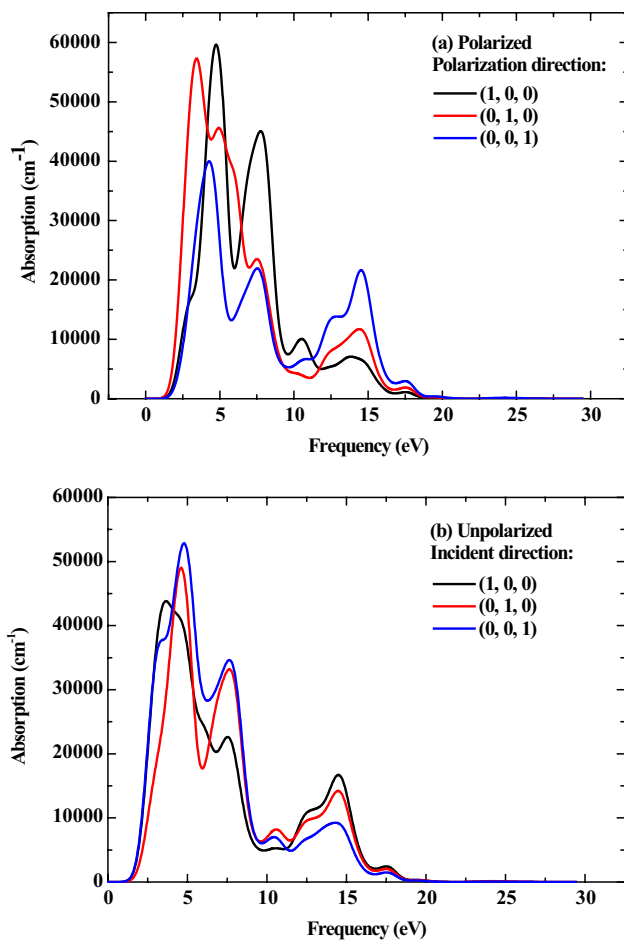 60000
50000
40000
30000
20000
10000
0
Absorption (cm-1)
(a) Polarized
Polarization direction:
(1, 0, 0)
(0, 1, 0)
(0, 0, 1)
0 5 10 15 20 25 30
Frequency (eV)
60000
50000
40000
30000
20000
10000
0
Absorption (cm-1)
(b) Unpolarized
Incident direction:
(1, 0, 0)
(0, 1, 0)
(0, 0, 1)
0 5 10 15 20 25 30
Frequency (eV)